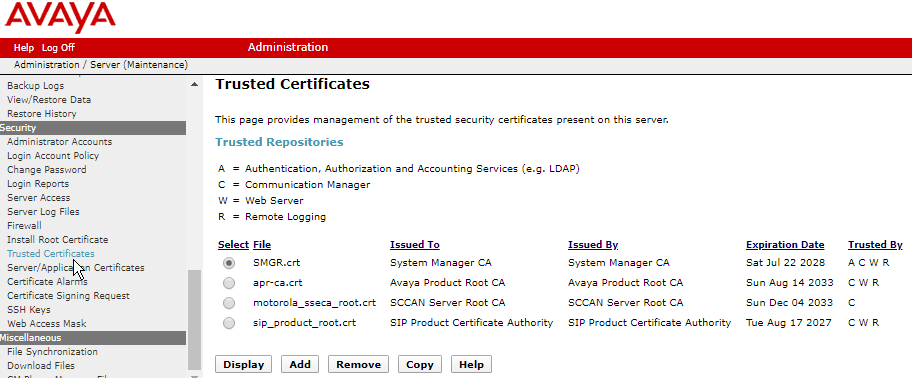 AVAYA
Help Log Off Administration
Administration / Server (Maintenance)
Backup Logs
View/Restore Data
Restore History
Security
Administrator Accounts
Login Account Policy
Change Password
Login Reports
Server Access
Server Log Files
Firewall
Install Root Certificate
Trusted Certificates
Server/Application Certificates
Certificate Alarms
Certificate Signing Request
SSH Keys
Web Access Mask
Miscellaneous
File Synchronization
Download Files
Trusted Certificates
This page provides management of the trusted security certificates present on this server.
Trusted Repositories
A = Authentication, Authorization and Accounting Services (e.g. LDAP)
C = Communication Manager
W = Web Server
R = Remote Logging
Select File Issued To Issued By Expiration Date Trusted By
SMGR.crt System Manager CA System Manager CA Sat Jul 22 2028 A C W R
apr-ca.crt Avaya Product Root CA Avaya Product Root CA Sun Aug 14 2033 C W R
motorola_sseca_root.crt SCCAN Server Root CA SCCAN Server Root CA Sun Dec 04 2033 C
sip_product_root.crt SIP Product Certificate Authority SIP Product Certificate Authority Tue Aug 17 2027 C W R
Display Add Remove Copy Help